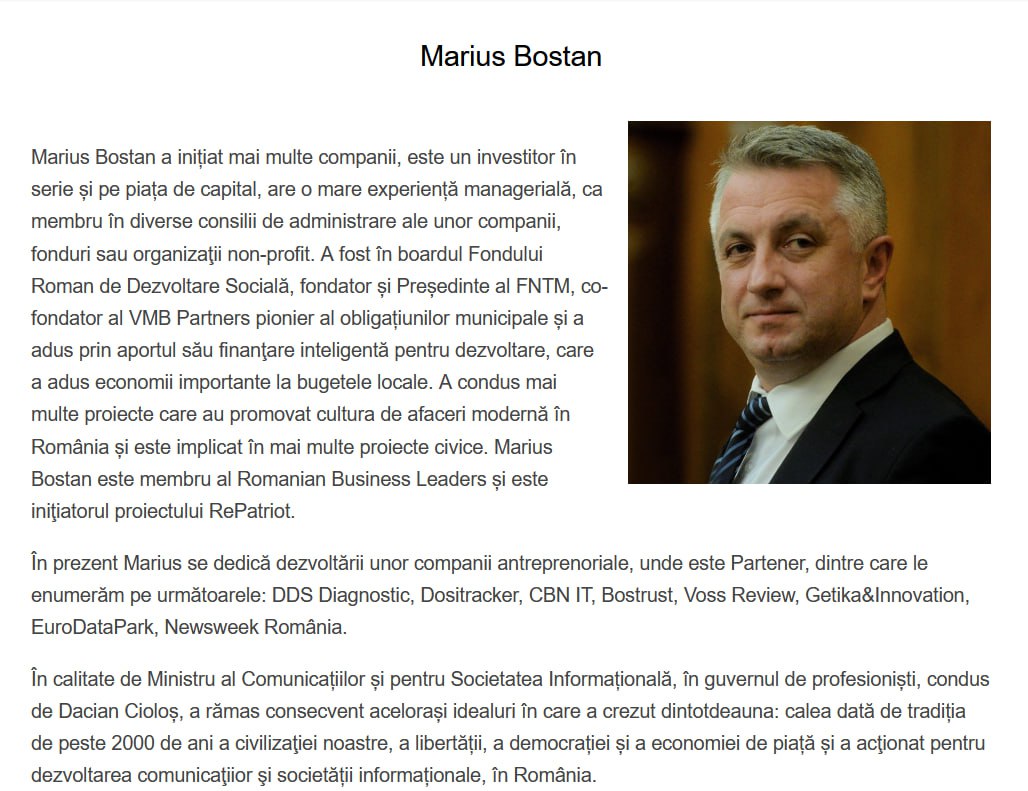 Marius Bostan
Marius Bostan a inițiat mai multe companii, este un investitor în
serie și pe piața de capital, are o mare experiență managerială, ca
membru în diverse consilii de administrare ale unor companii,
fonduri sau organizaţii non-profit. A fost în boardul Fondului
Roman de Dezvoltare Socială, fondator și Președinte al FNTM, co-
fondator al VMB Partners pionier al obligațiunilor municipale și a
adus prin aportul său finanţare inteligentă pentru dezvoltare, care
a adus economii importante la bugetele locale. A condus mai
multe proiecte care au promovat cultura de afaceri modernă în
România și este implicat în mai multe proiecte civice. Marius
Bostan este membru al Romanian Business Leaders și este
iniţiatorul proiectului RePatriot.
În prezent Marius se dedică dezvoltării unor companii antreprenoriale, unde este Partener, dintre care le
enumerăm pe următoarele: DDS Diagnostic, Dositracker, CBN IT, Bostrust, Voss Review, Getika&Innovation,
EuroDataPark, Newsweek România.
În calitate de Ministru al Comunicațiilor și pentru Societatea Informațională, în guvernul de profesioniști, condus
de Dacian Cioloș, a rămas consecvent acelorași idealuri în care a crezut dintotdeauna: calea dată de tradiția
de peste 2000 de ani a civilizaţiei noastre, a libertății, a democrației și a economiei de piață și a acţionat pentru
dezvoltarea comunicaţiior şi societății informaționale, în România.